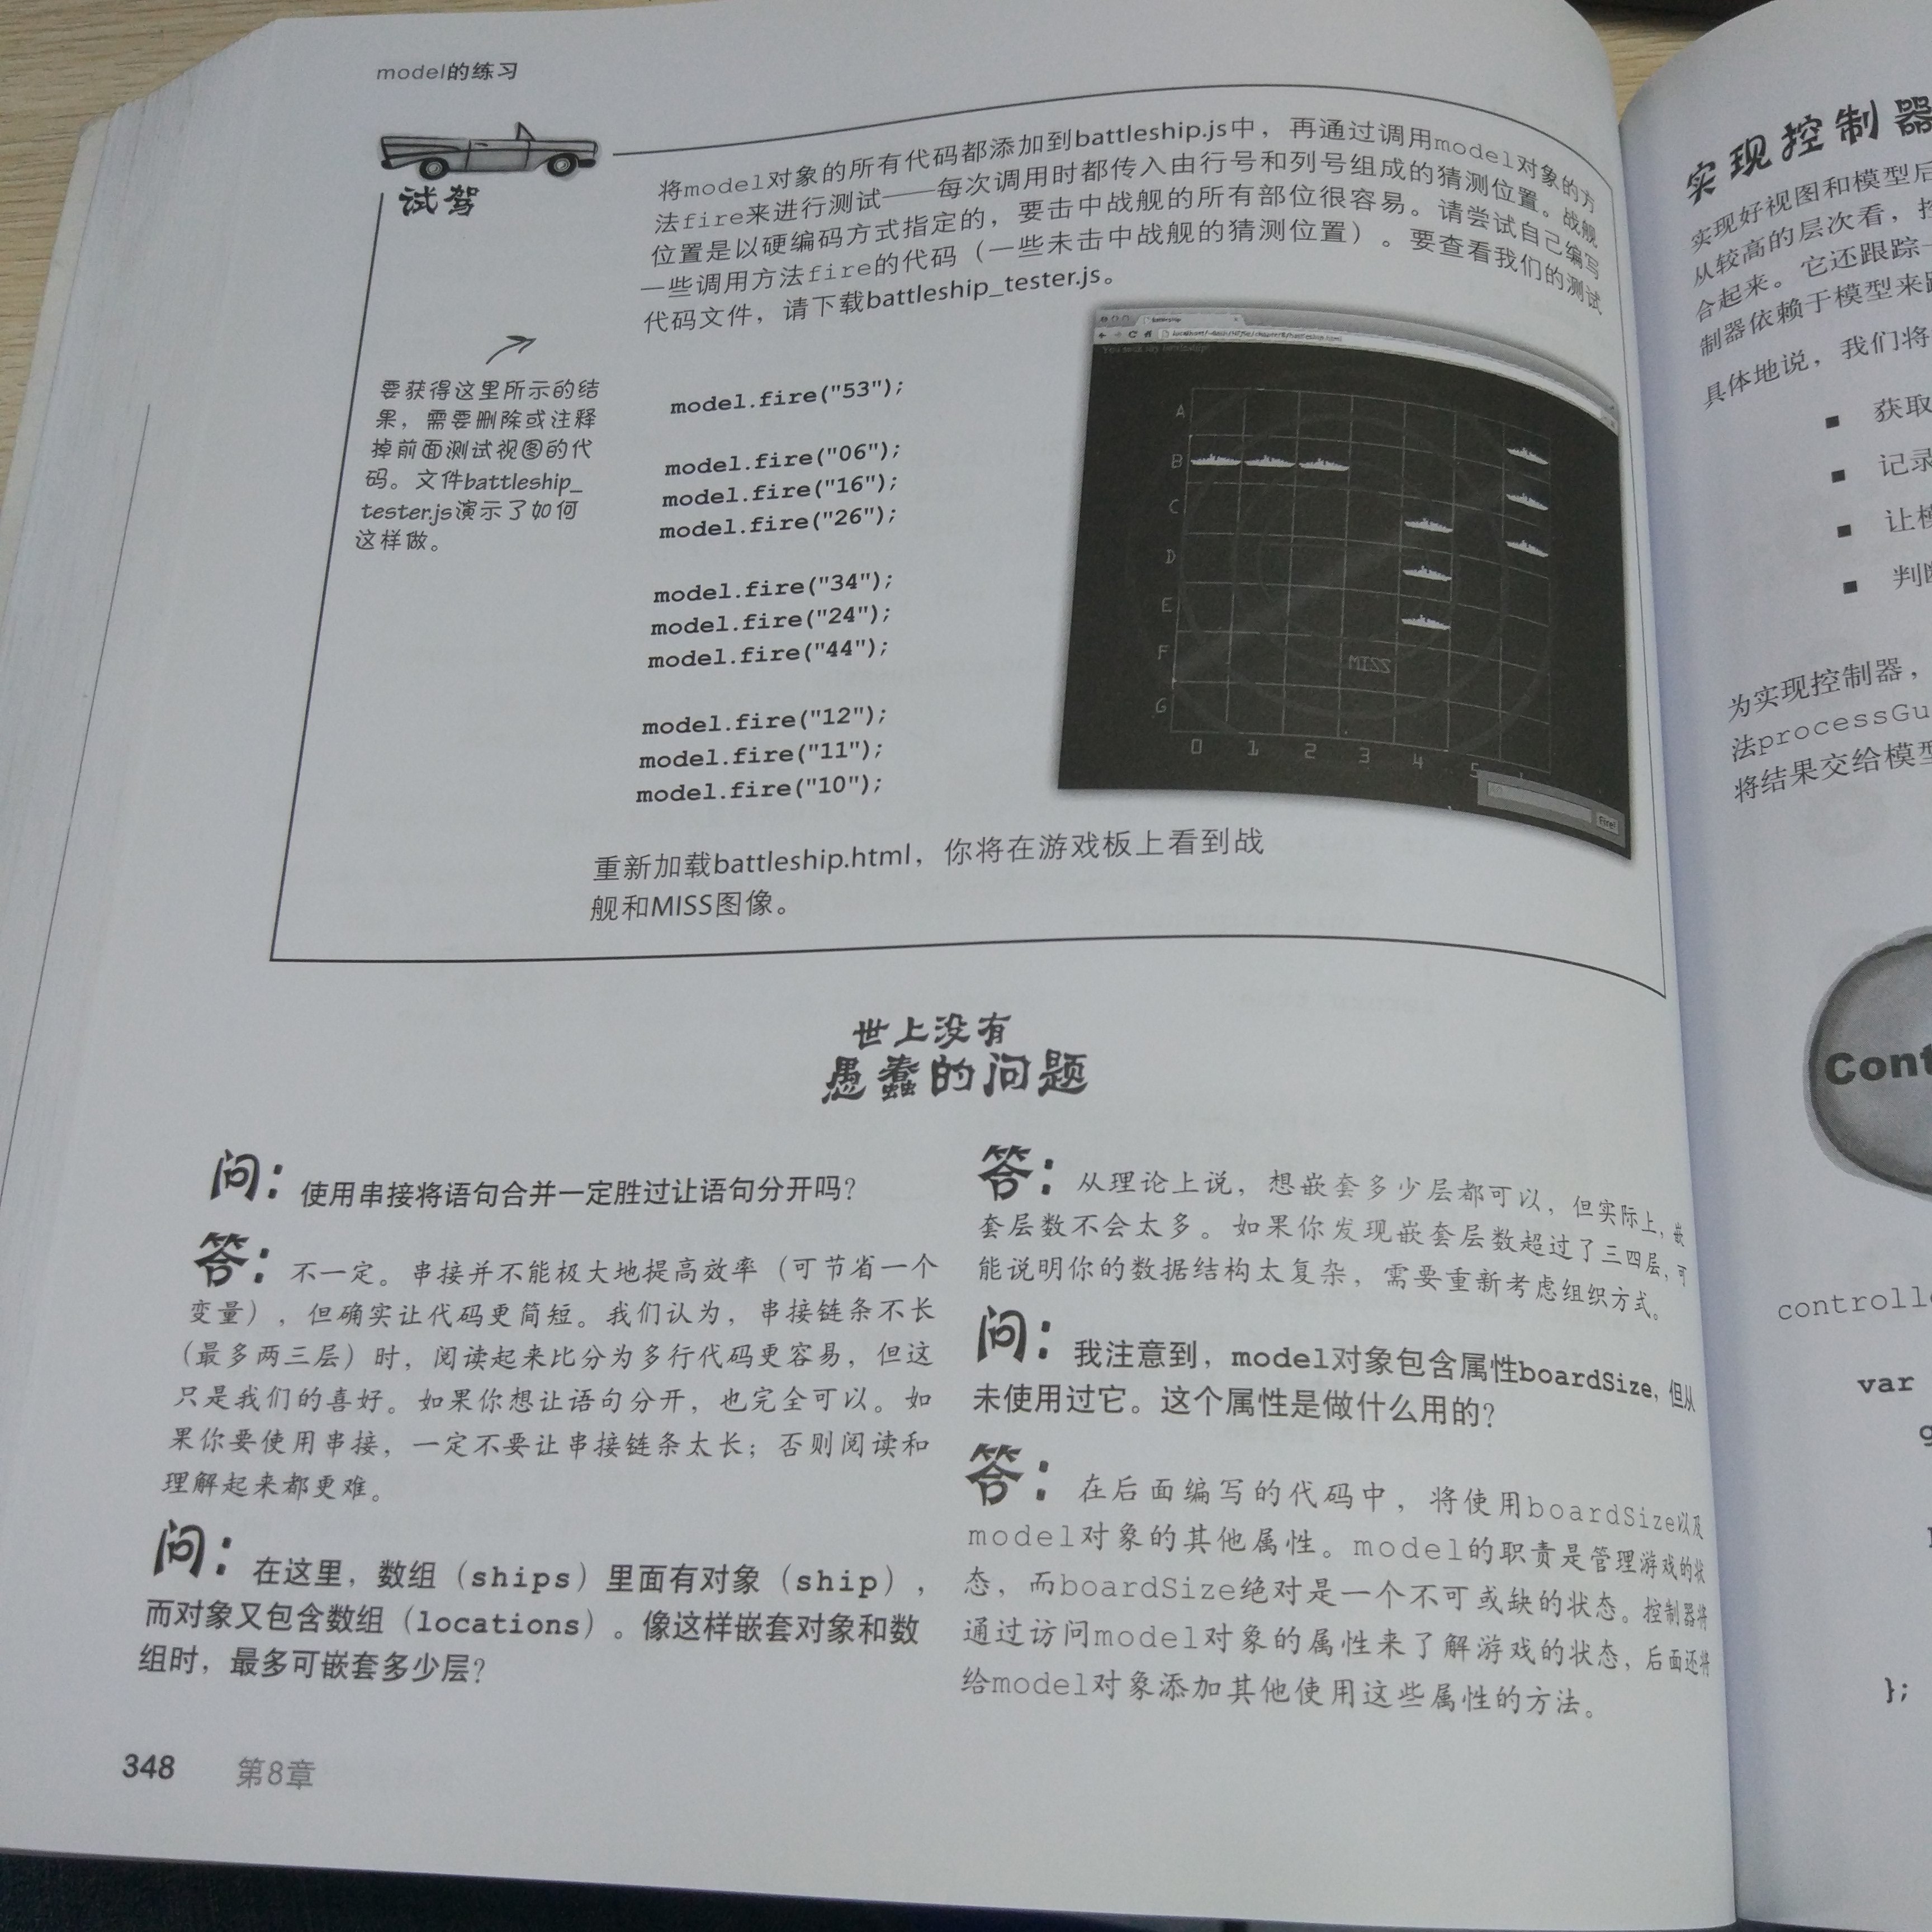 model的练习
试驾
将model对象的所有代码都添加到battleship.js中，再通过调用model对象的方
法fire来进行测试——每次调用时都传入由行号和列号组成的猜测位置。战舰
位置是以硬编码方式指定的，要击中战舰的所有部位很容易。请尝试自己编写
一些调用方法fire的代码（一些未击中战舰的猜测位置）。要查看我们的测试
代码文件，请下载battleship_tester.js。
要获得这里所示的结
果，需要删除或注释
掉前面测试视图的代
码。文件battleship_
tester.js演示了如何
这样做。
model.fire("53");
model.fire("06");
model.fire("16");
model.fire("26");
model.fire("34");
model.fire("24");
model.fire("44");
model.fire("12");
model.fire("11");
model.fire("10");
Battleship
You sank my battleship!
A
B
C
D
E
F
G
MISS
0 1 2 3 4 5
Fire!
重新加载battleship.html，你将在游戏板上看到战
舰和MISS图像。
世上没有
愚蠢的问题
问：使用串接将语句合并一定胜过让语句分开吗？
答：不一定。串接并不能极大地提高效率（可节省一个
变量），但确实让代码更简短。我们认为，串接链条不长
（最多两三层）时，阅读起来比分为多行代码更容易，但这
只是我们的喜好。如果你想让语句分开，也完全可以。如
果你要使用串接，一定不要让串接链条太长；否则阅读和
理解起来都更难。
问：在这里，数组（ships）里面有对象（ship），
而对象又包含数组（locations）。像这样嵌套对象和数
组时，最多可嵌套多少层？
答：从理论上说，想嵌套多少层都可以，但实际上，嵌
套层数不会太多。如果你发现嵌套层数超过了三四层，可
能说明你的数据结构太复杂，需要重新考虑组织方式。
问：我注意到，model对象包含属性boardSize，但从
未使用过它。这个属性是做什么用的？
答：在后面编写的代码中，将使用boardSize以及
model对象的其他属性。model的职责是管理游戏的状
态，而boardSize绝对是一个不可或缺的状态。控制器将
通过访问model对象的属性来了解游戏的状态，后面还将
给model对象添加其他使用这些属性的方法。
348 第8章
实现控制器
实现好视图和模型后
从较高的层次看，
合起来。它还跟踪
制器依赖于模型来
具体地说，我们将
■ 获取
■ 记录
■ 让
■ 判
为实现控制器，
法processGu
将结果交给模型
Cont
controll
var
};